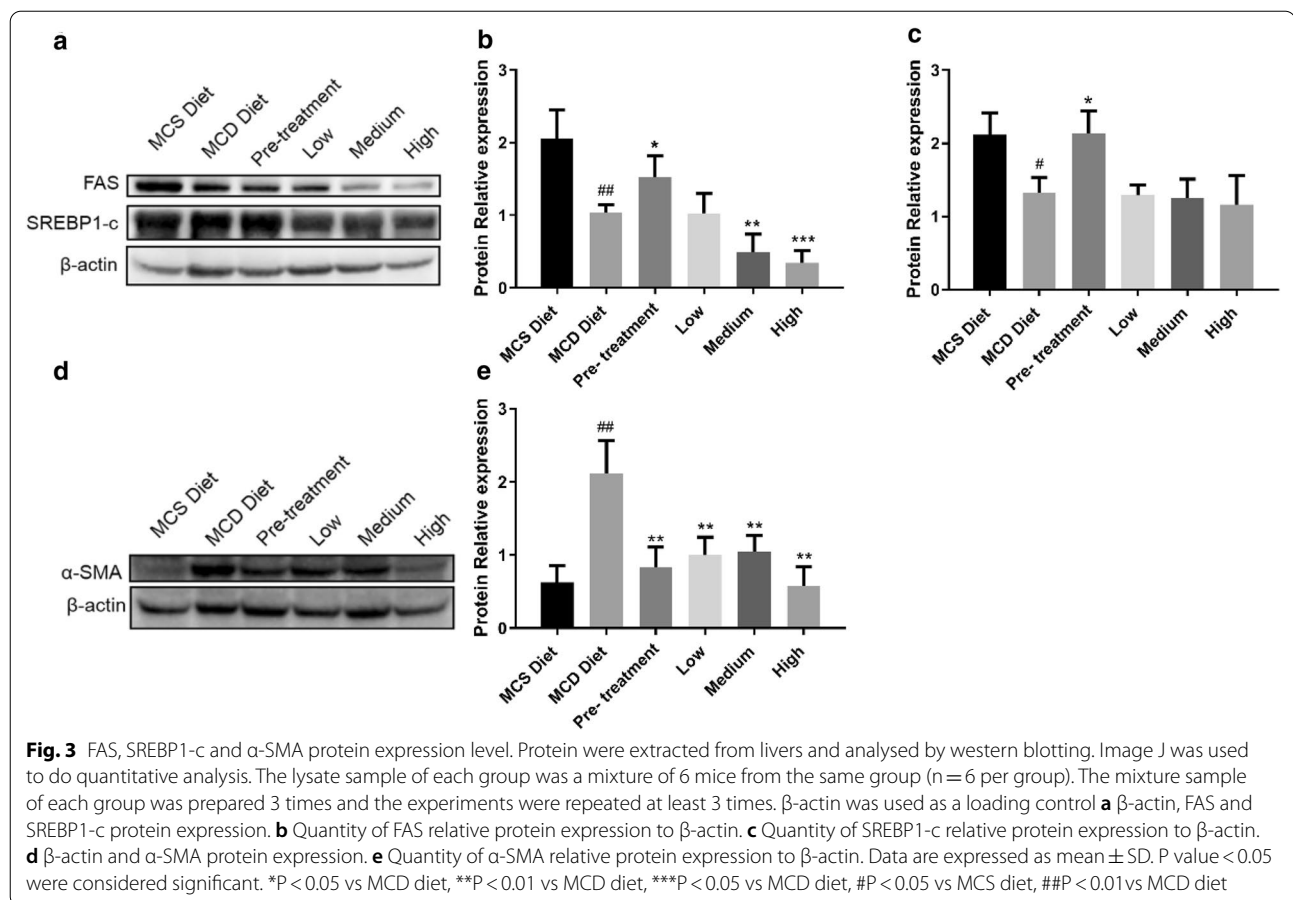 a
MCS Diet
MCD Diet
Pre-treatment
Low
Medium
High
FAS
SREBP1-c
β-actin
b
Protein Relative expression
3
2
1
0
##
*
**
***
MCS Diet
MCD Diet
Pre- treatment
Low
Medium
High
c
Protein Relative expression
3
2
1
0
#
*
MCS Diet
MCD Diet
Pre- treatment
Low
Medium
High
d
MCS Diet
MCD Diet
Pre-treatment
Low
Medium
High
α-SMA
β-actin
e
Protein Relative expression
3
2
1
0
##
**
**
**
**
MCS Diet
MCD Diet
Pre- treatment
Low
Medium
High
Fig. 3 FAS, SREBP1-c and α-SMA protein expression level. Protein were extracted from livers and analysed by western blotting. Image J was used
to do quantitative analysis. The lysate sample of each group was a mixture of 6 mice from the same group (n = 6 per group). The mixture sample
of each group was prepared 3 times and the experiments were repeated at least 3 times. β-actin was used as a loading control a β-actin, FAS and
SREBP1-c protein expression. b Quantity of FAS relative protein expression to β-actin. c Quantity of SREBP1-c relative protein expression to β-actin.
d β-actin and α-SMA protein expression. e Quantity of α-SMA relative protein expression to β-actin. Data are expressed as mean ± SD. P value < 0.05
were considered significant. *P < 0.05 vs MCD diet, **P < 0.01 vs MCD diet, ***P < 0.05 vs MCD diet, #P < 0.05 vs MCS diet, ##P < 0.01vs MCD diet